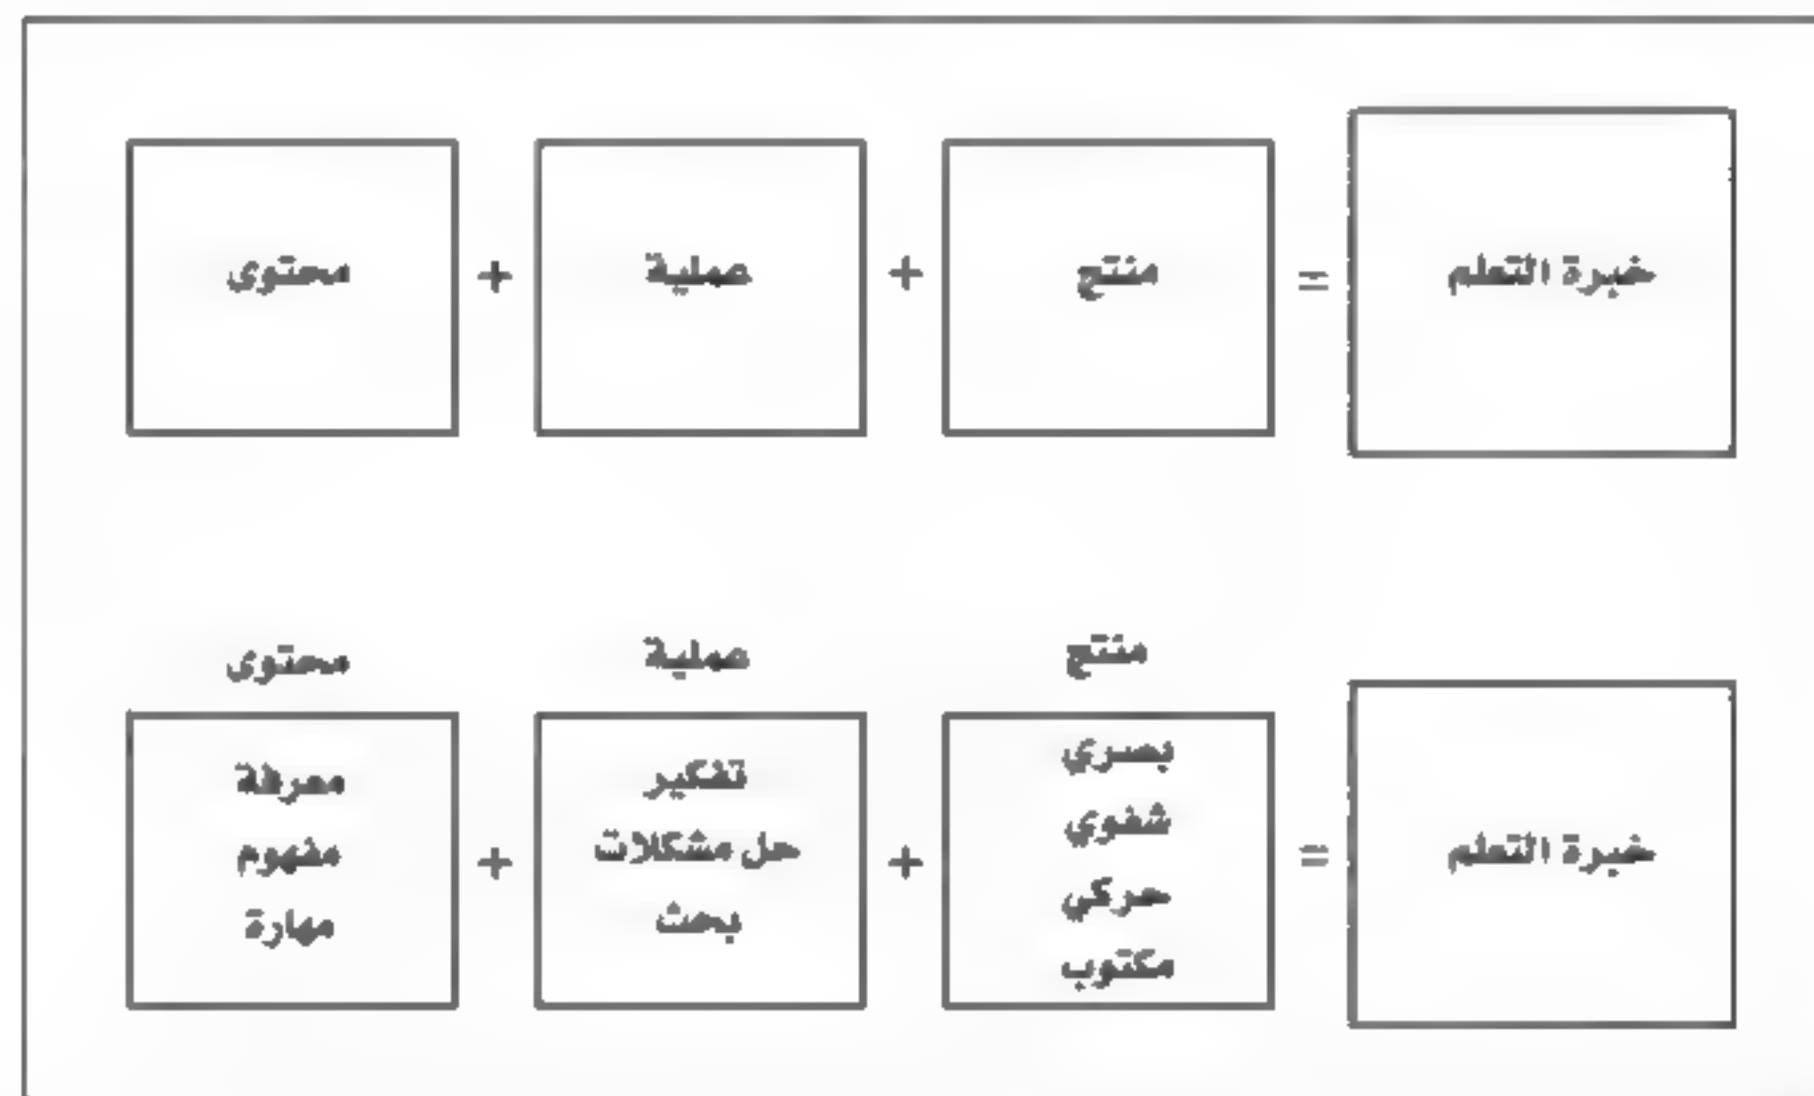 محتوى + عملية + منتج = خبرة التعلم
محتوى
عملية
منتج
معرفة
مفهوم
مهارة
+
تفكير
حل مشكلات
بحث
+
بصري
شفوي
حركي
مكتوب
=
خبرة التعلم